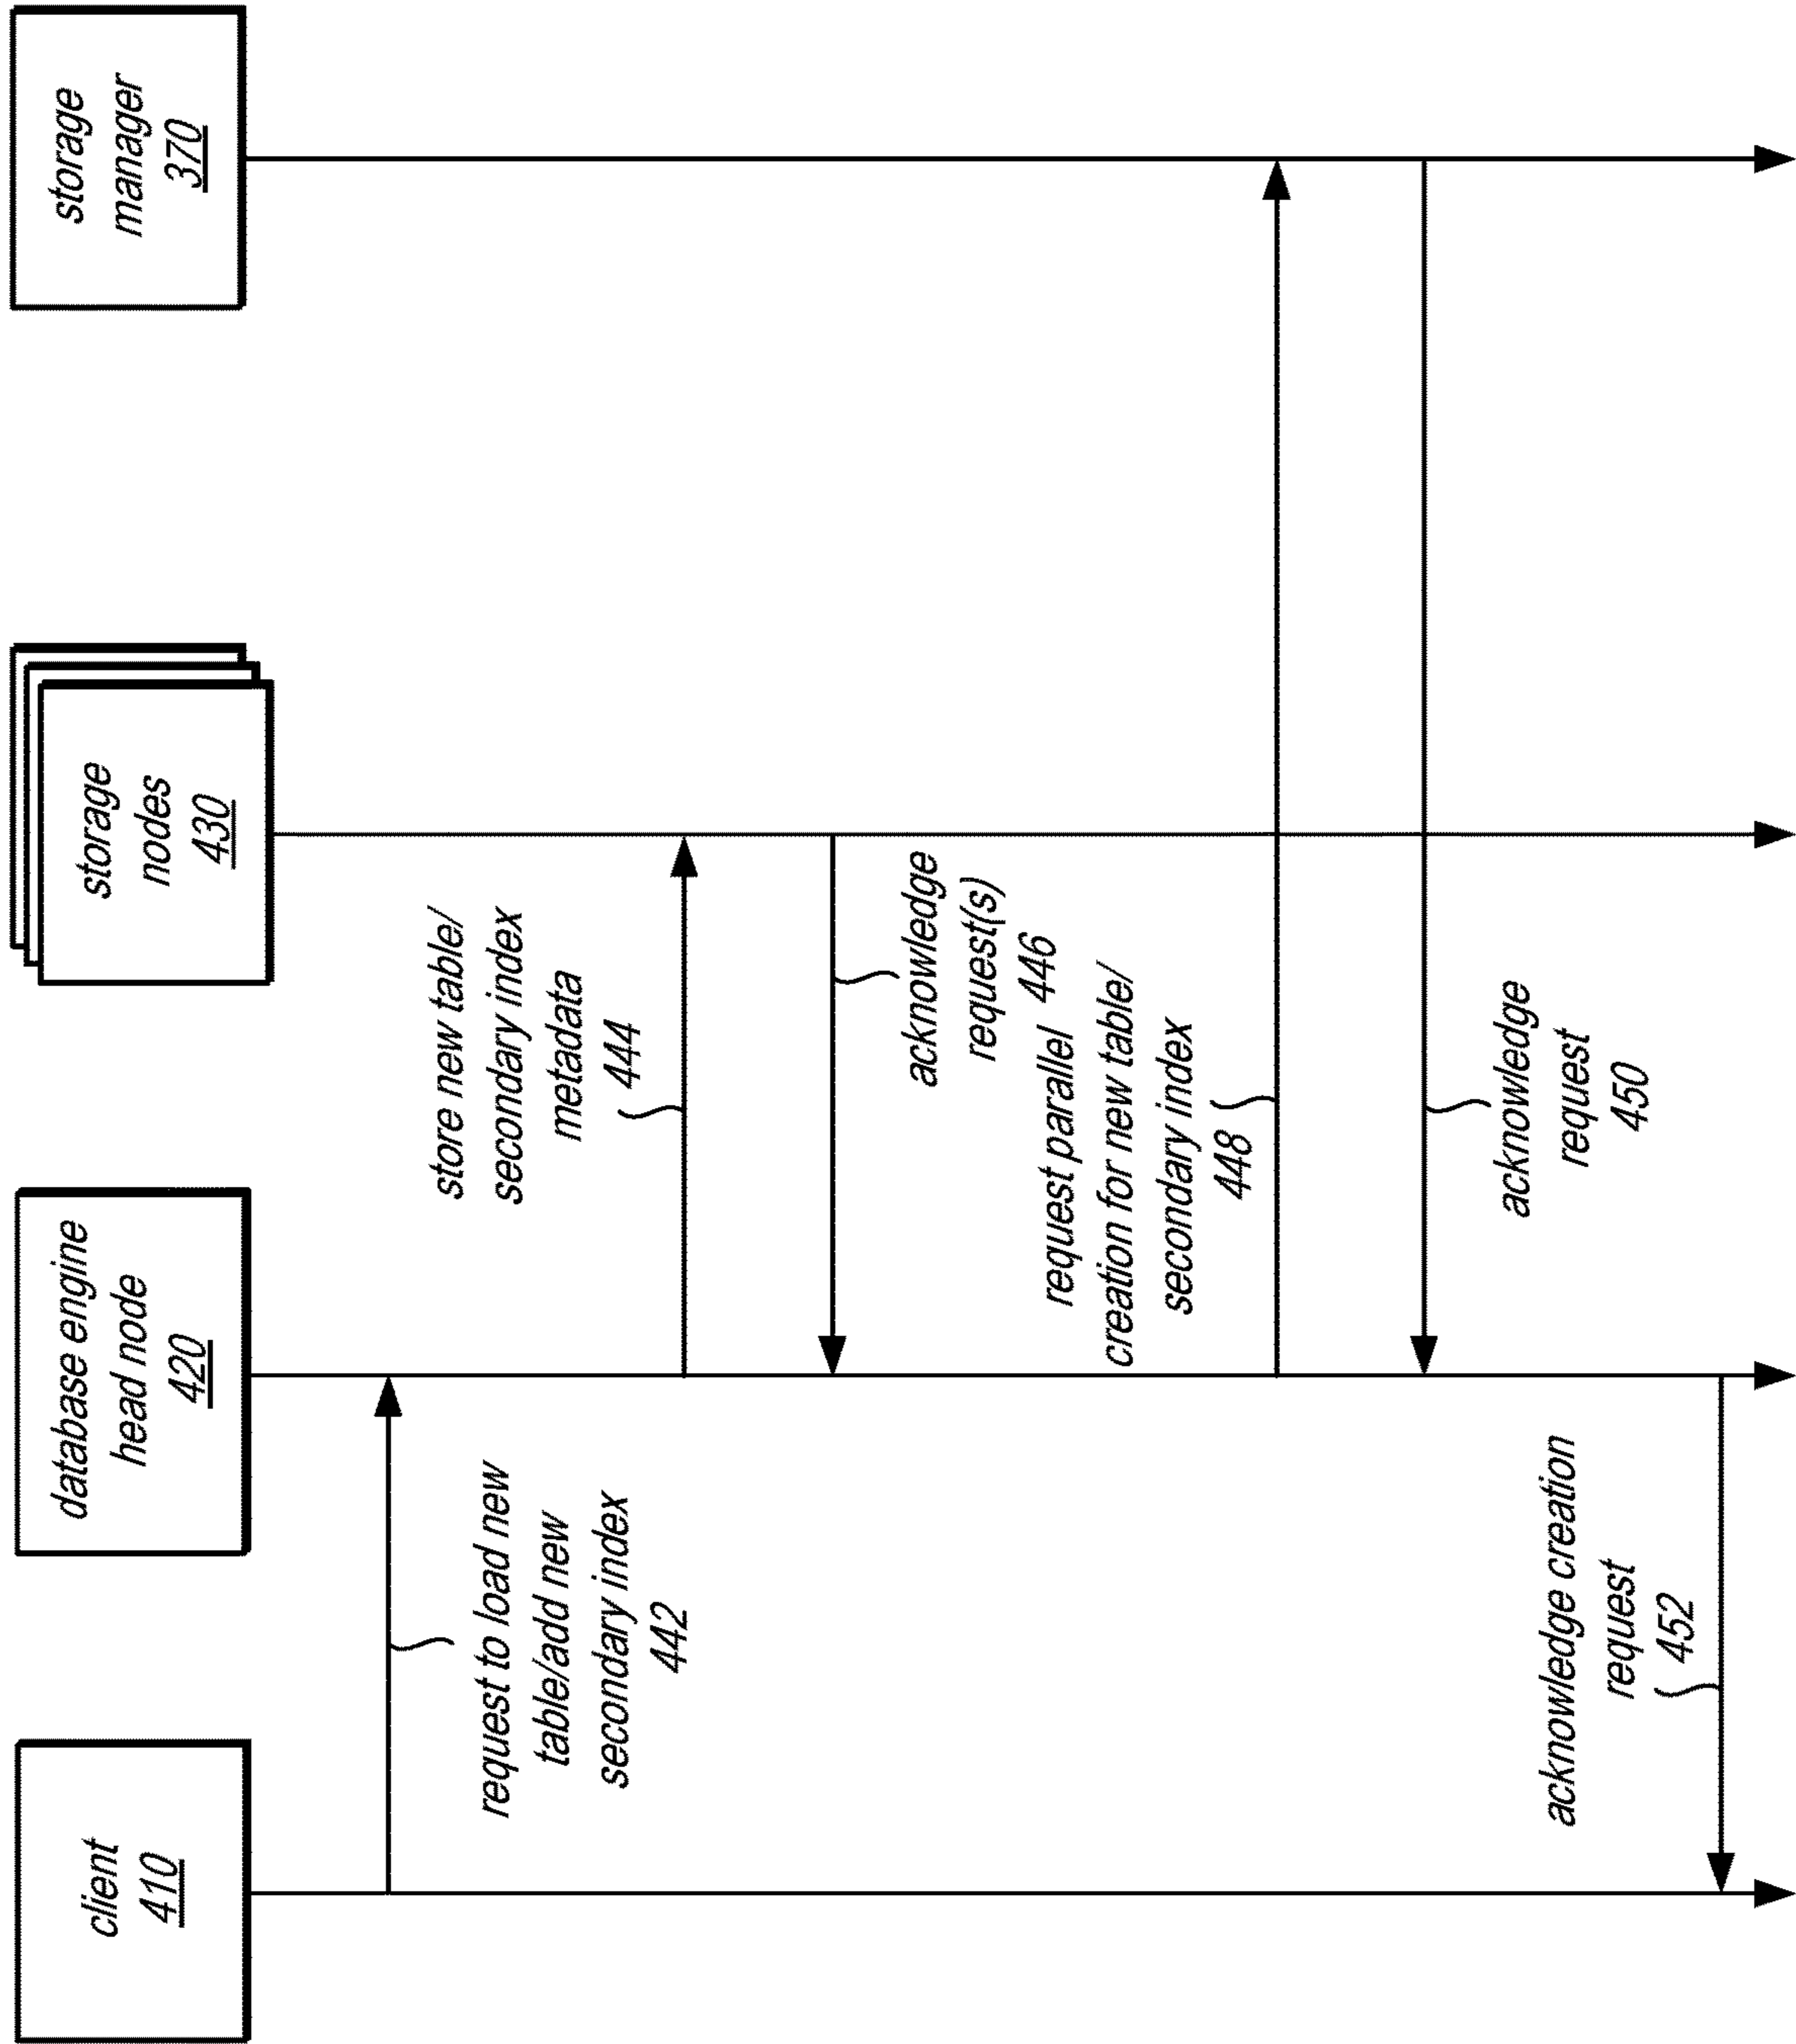 client
410
database engine
head node
420
storage
nodes
430
storage
manager
370
request to load new
table/add new
secondary index
442
store new table/
secondary index
metadata
444
acknowledge
request(s)
446
request parallel
creation for new table/
secondary index
448
acknowledge
request
450
acknowledge creation
request
452